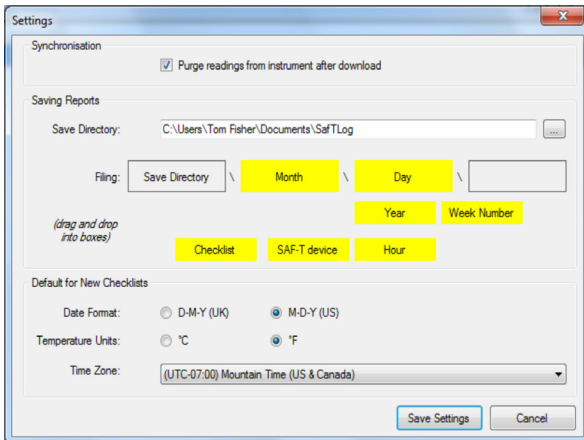 Settings
Synchronisation
Purge readings from instrument after download
Saving Reports
Save Directory: C:\Users\Tom Fisher\Documents\SafTLog ...
Filing: Save Directory \ Month \ Day \
Year Week Number
(drag and drop
into boxes)
Checklist SAF-T device Hour
Default for New Checklists
Date Format: D-M-Y (UK) M-D-Y (US)
Temperature Units: °C °F
Time Zone: (UTC-07:00) Mountain Time (US & Canada)
Save Settings Cancel